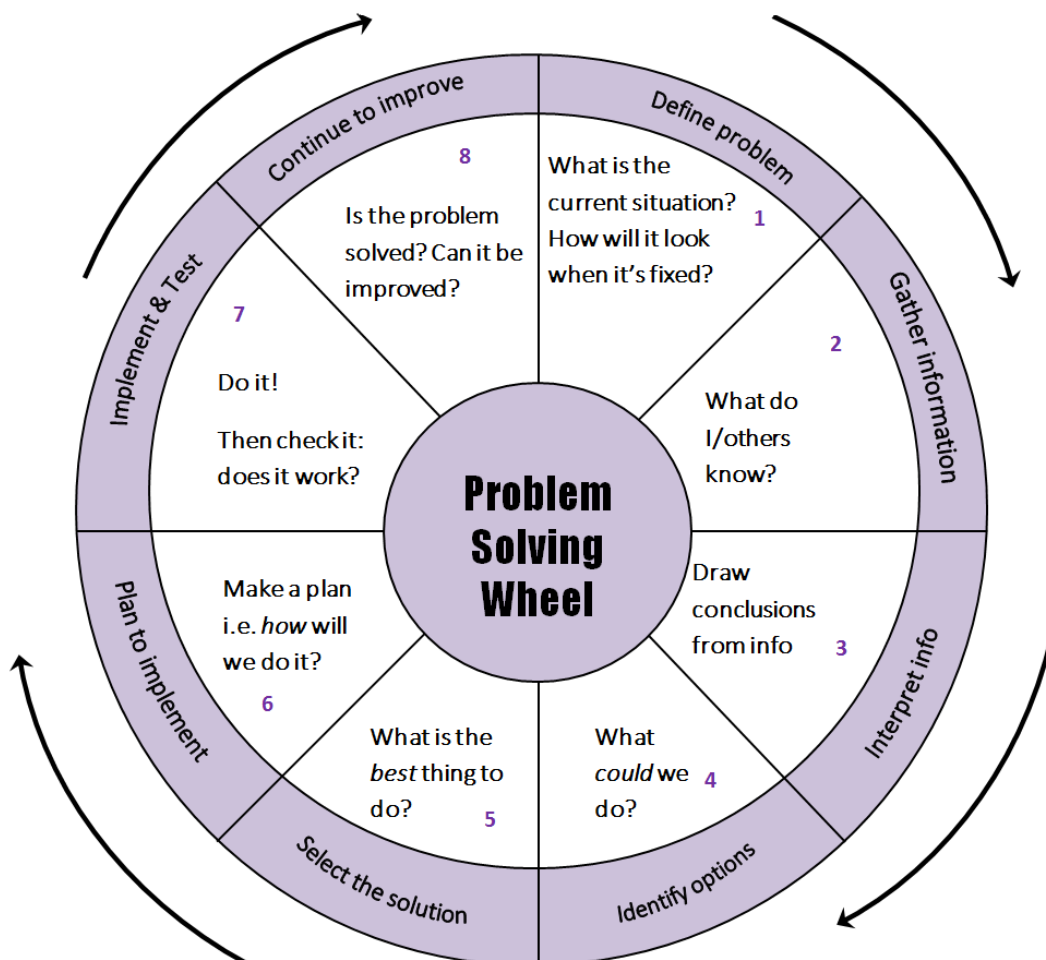 Problem
Solving
Wheel
Define problem
1
What is the
current situation?
How will it look
when it’s fixed?
Gather information
2
What do
I/others
know?
Interpret info
3
Draw
conclusions
from info
Identify options
4
What
could we
do?
Select the solution
5
What is the
best thing to
do?
Plan to implement
6
Make a plan
i.e. how will
we do it?
Implement & Test
7
Do it!
Then check it:
does it work?
Continue to improve
8
Is the problem
solved? Can it be
improved?